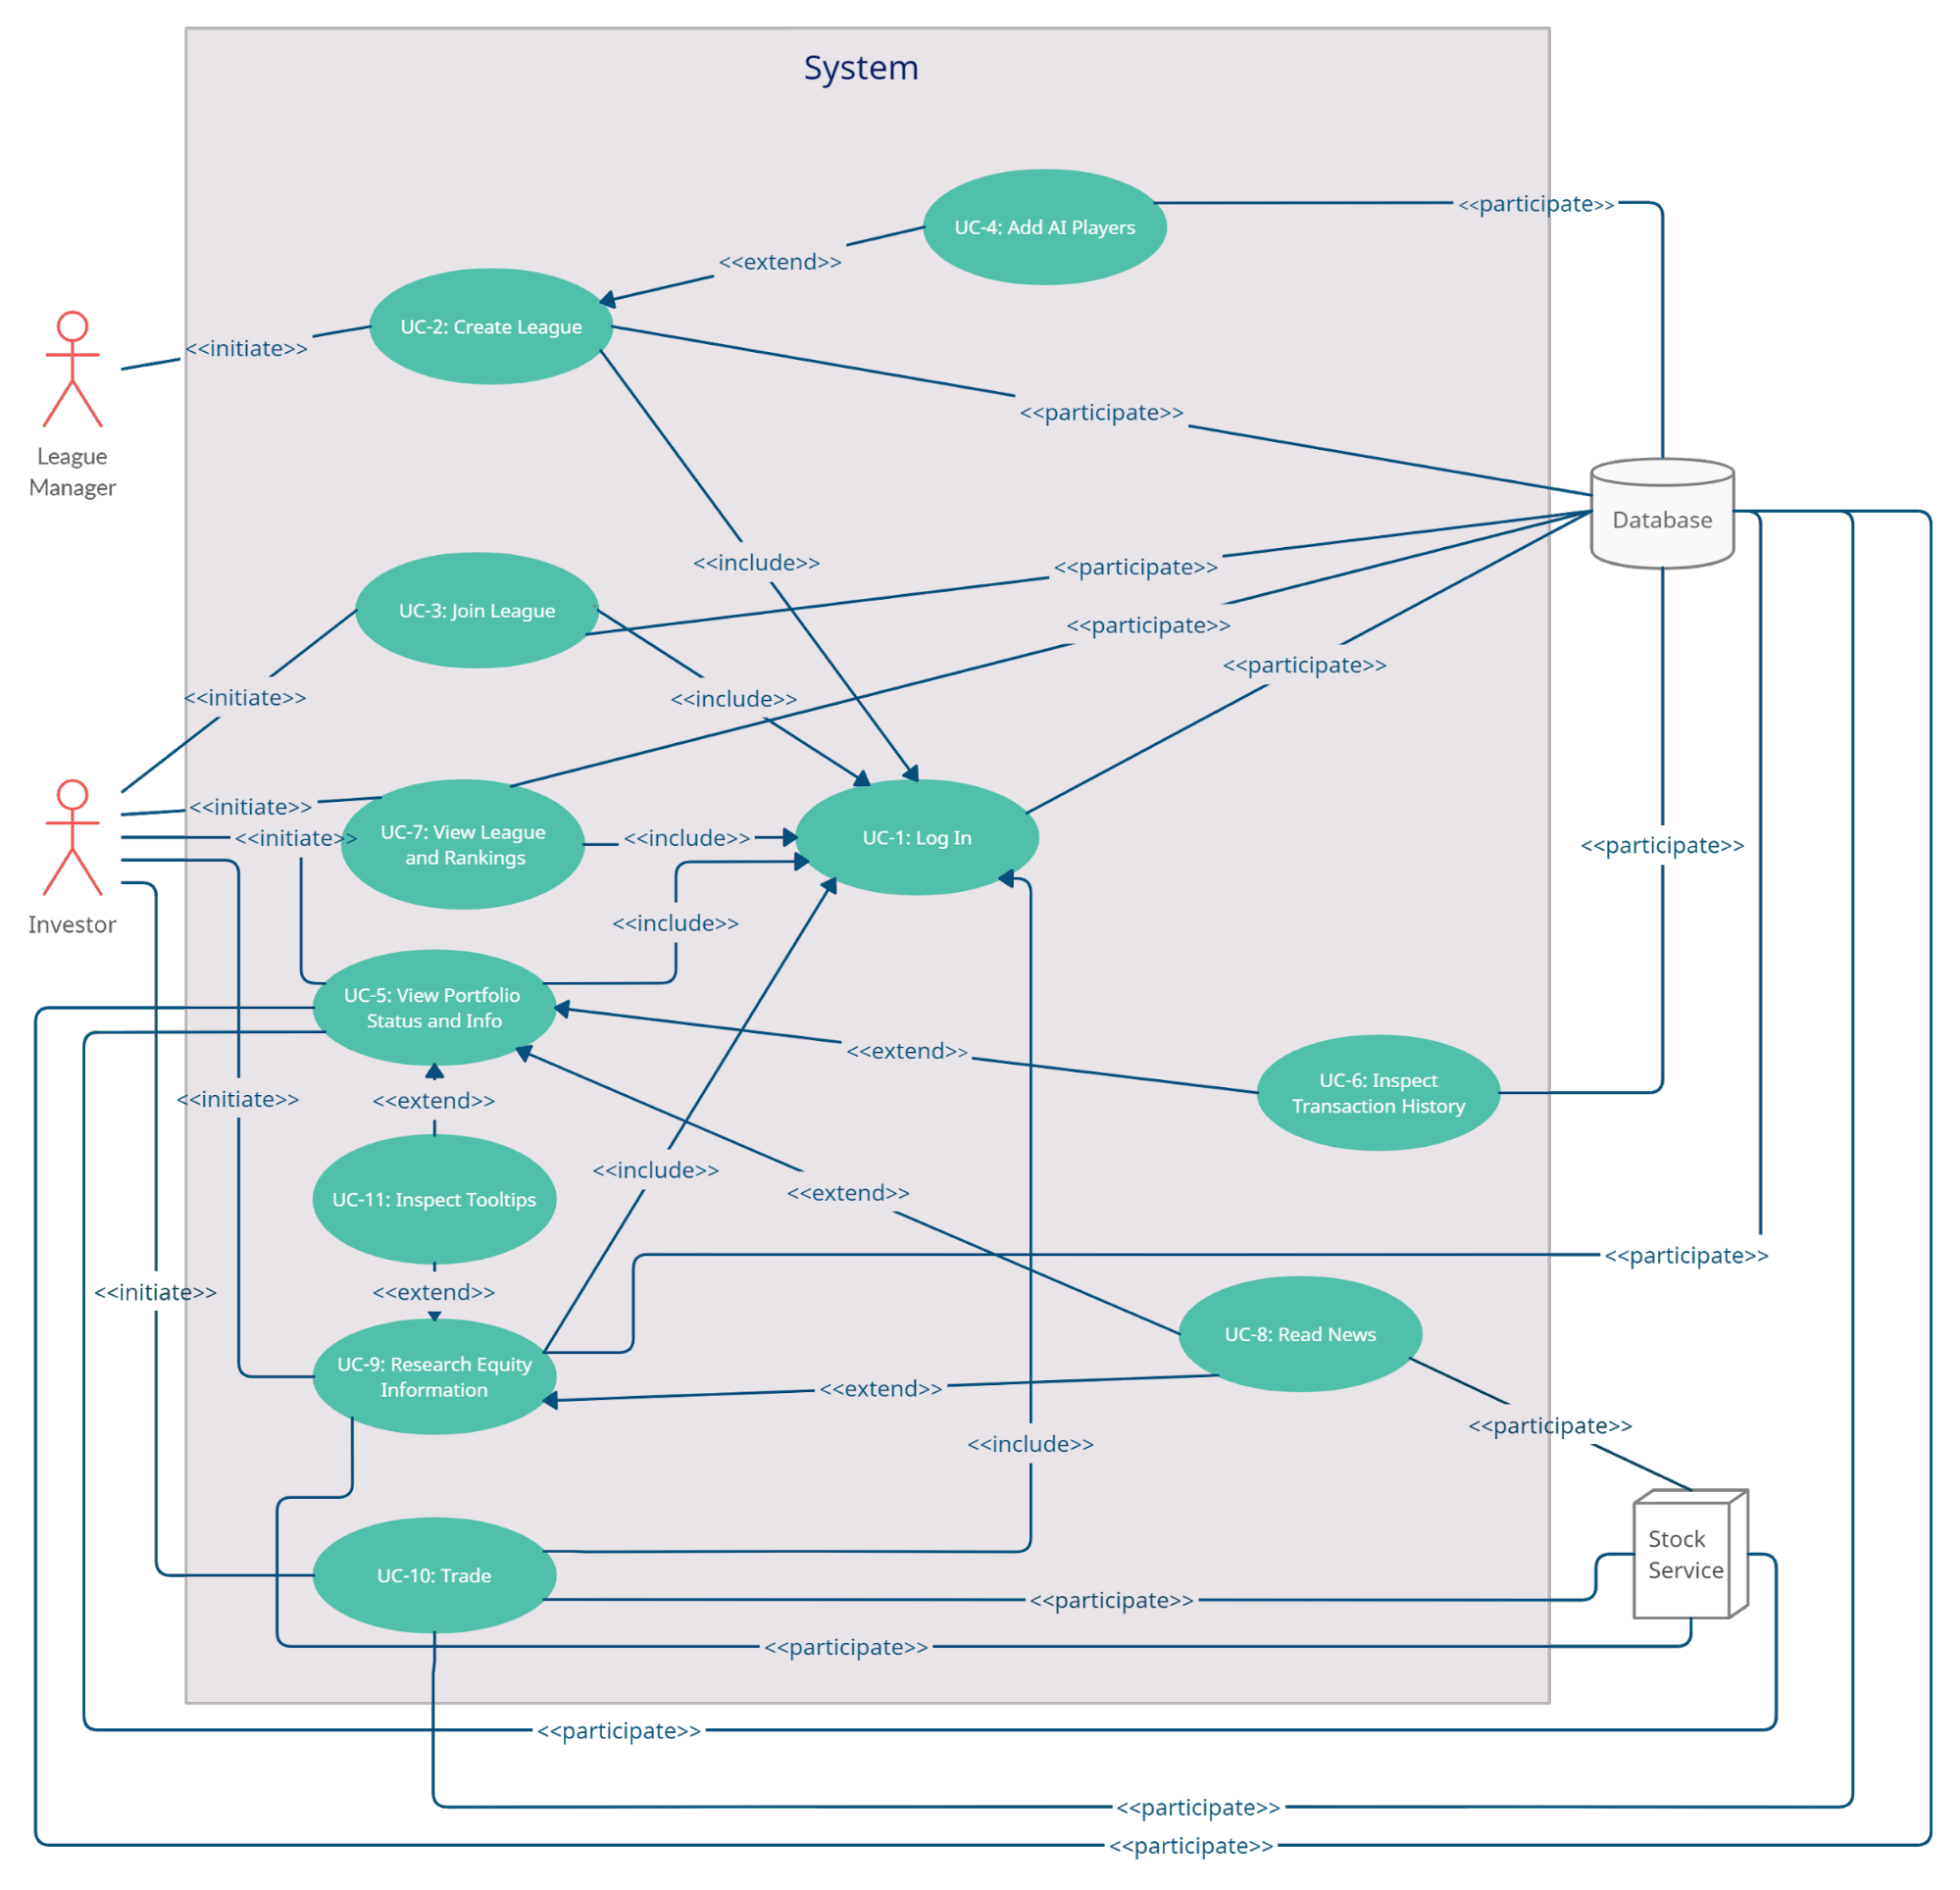 System
UC-4: Add AI Players
<<participate>>
<<extend>>
UC-2: Create League
<<initiate>>
<<participate>>
League
Manager
Database
<<include>>
<<participate>>
UC-3: Join League
<<participate>>
<<participate>>
<<initiate>>
<<include>>
<<initiate>>
UC-7: View League
and Rankings
<<initiate>>
<<include>>
UC-1: Log In
<<participate>>
Investor
<<include>>
UC-5: View Portfolio
Status and Info
<<extend>>
UC-6: Inspect
Transaction History
<<initiate>>
<<extend>>
<<include>>
<<extend>>
UC-11: Inspect Tooltips
<<participate>>
<<initiate>>
<<extend>>
UC-8: Read News
UC-9: Research Equity
Information
<<extend>>
<<participate>>
<<include>>
Stock
Service
UC-10: Trade
<<participate>>
<<participate>>
<<participate>>
<<participate>>
<<participate>>